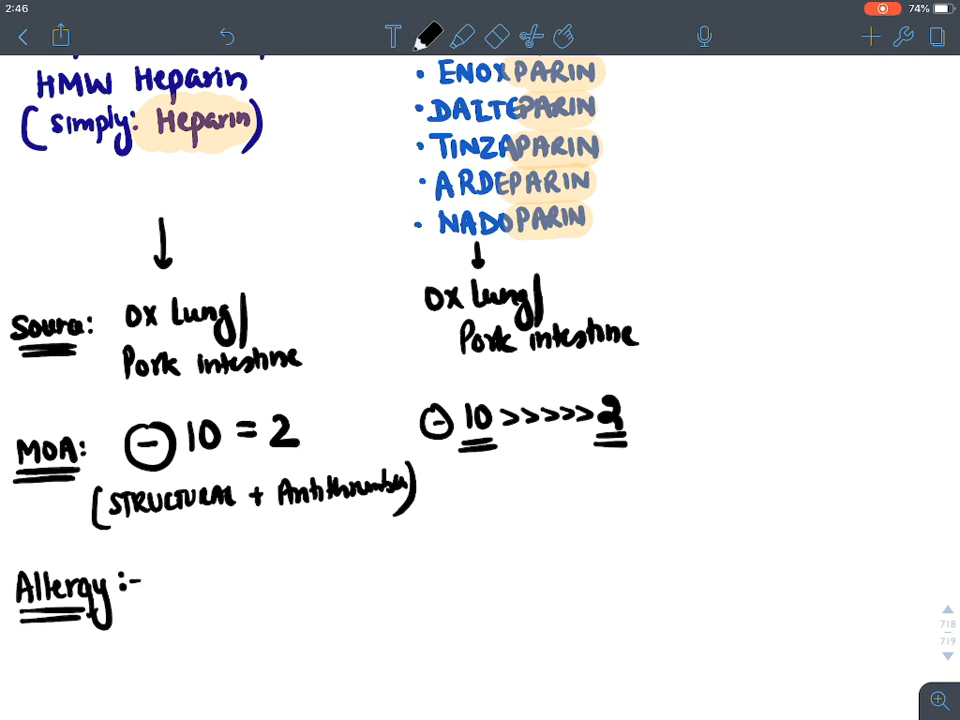 2:46
74%
T
HMW Heparin
(simply: Heparin)
• ENOXPARIN
• DALTEPARIN
• TINZAPARIN
• ARDEPARIN
• NADOPARIN
Source:
Ox Lung/
Pork intestine
Ox Lung/
Pork intestine
MOA:
⊖ 10 = 2
(STRUCTURAL + Antithrombin)
⊖ 10 >>>>> 2
Allergy :-
718
719